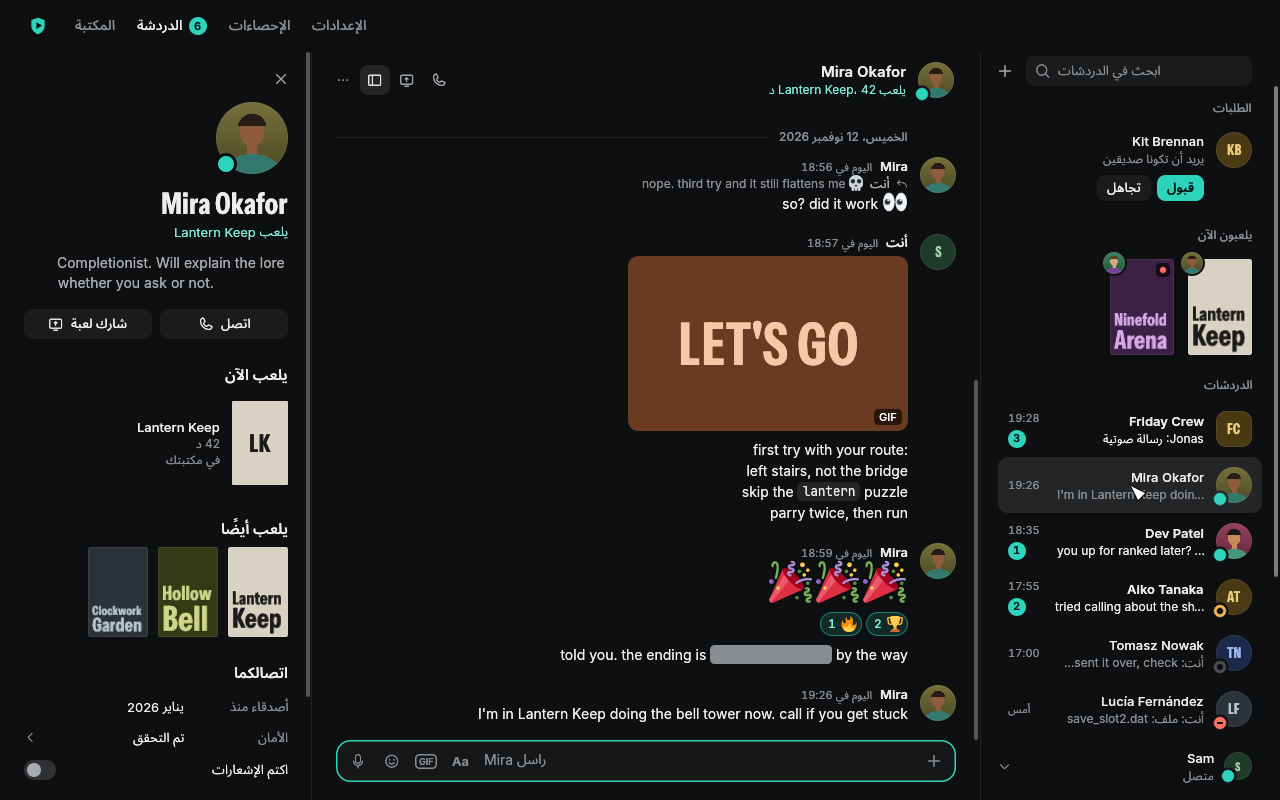 المكتبة
الدردشة 6
الإحصاءات
الإعدادات
ابحث في الدردشات
الطلبات
KB
Kit Brennan
يريد أن تكونا صديقين
قبول
تجاهل
يلعبون الآن
Lantern Keep
Ninefold Arena
الدردشات
FC
Friday Crew
19:28
Jonas: رسالة صوتية
3
Mira Okafor
19:26
I'm in Lantern Keep doin...
Dev Patel
18:35
you up for ranked later? ...
1
AT
Aiko Tanaka
17:55
tried calling about the sh...
2
TN
Tomasz Nowak
17:00
أنت: sent it over, check...
LF
Lucía Fernández
أمس
أنت: ملف: save_slot2.dat
S
Sam
متصل
Mira Okafor
يلعب Lantern Keep، 42 د
الخميس، 12 نوفمبر 2026
Mira اليوم في 18:56
أنت nope. third try and it still flattens me 💀
so? did it work 👀
S
أنت اليوم في 18:57
LET'S GO
GIF
first try with your route:
left stairs, not the bridge
skip the lantern puzzle
parry twice, then run
Mira اليوم في 18:59
🎉🎉🎉
🏆 2
🔥 1
told you. the ending is by the way
Mira اليوم في 19:26
I'm in Lantern Keep doing the bell tower now. call if you get stuck
راسل Mira
Aa
GIF
Mira Okafor
يلعب Lantern Keep
Completionist. Will explain the lore
whether you ask or not.
اتصل
شارك لعبة
يلعب الآن
LK
Lantern Keep
42 د
في مكتبتك
يلعب أيضًا
Lantern Keep
Hollow Bell
Clockwork Garden
اتصالكما
أصدقاء منذ
يناير 2026
الأمان
تم التحقق
اكتم الإشعارات